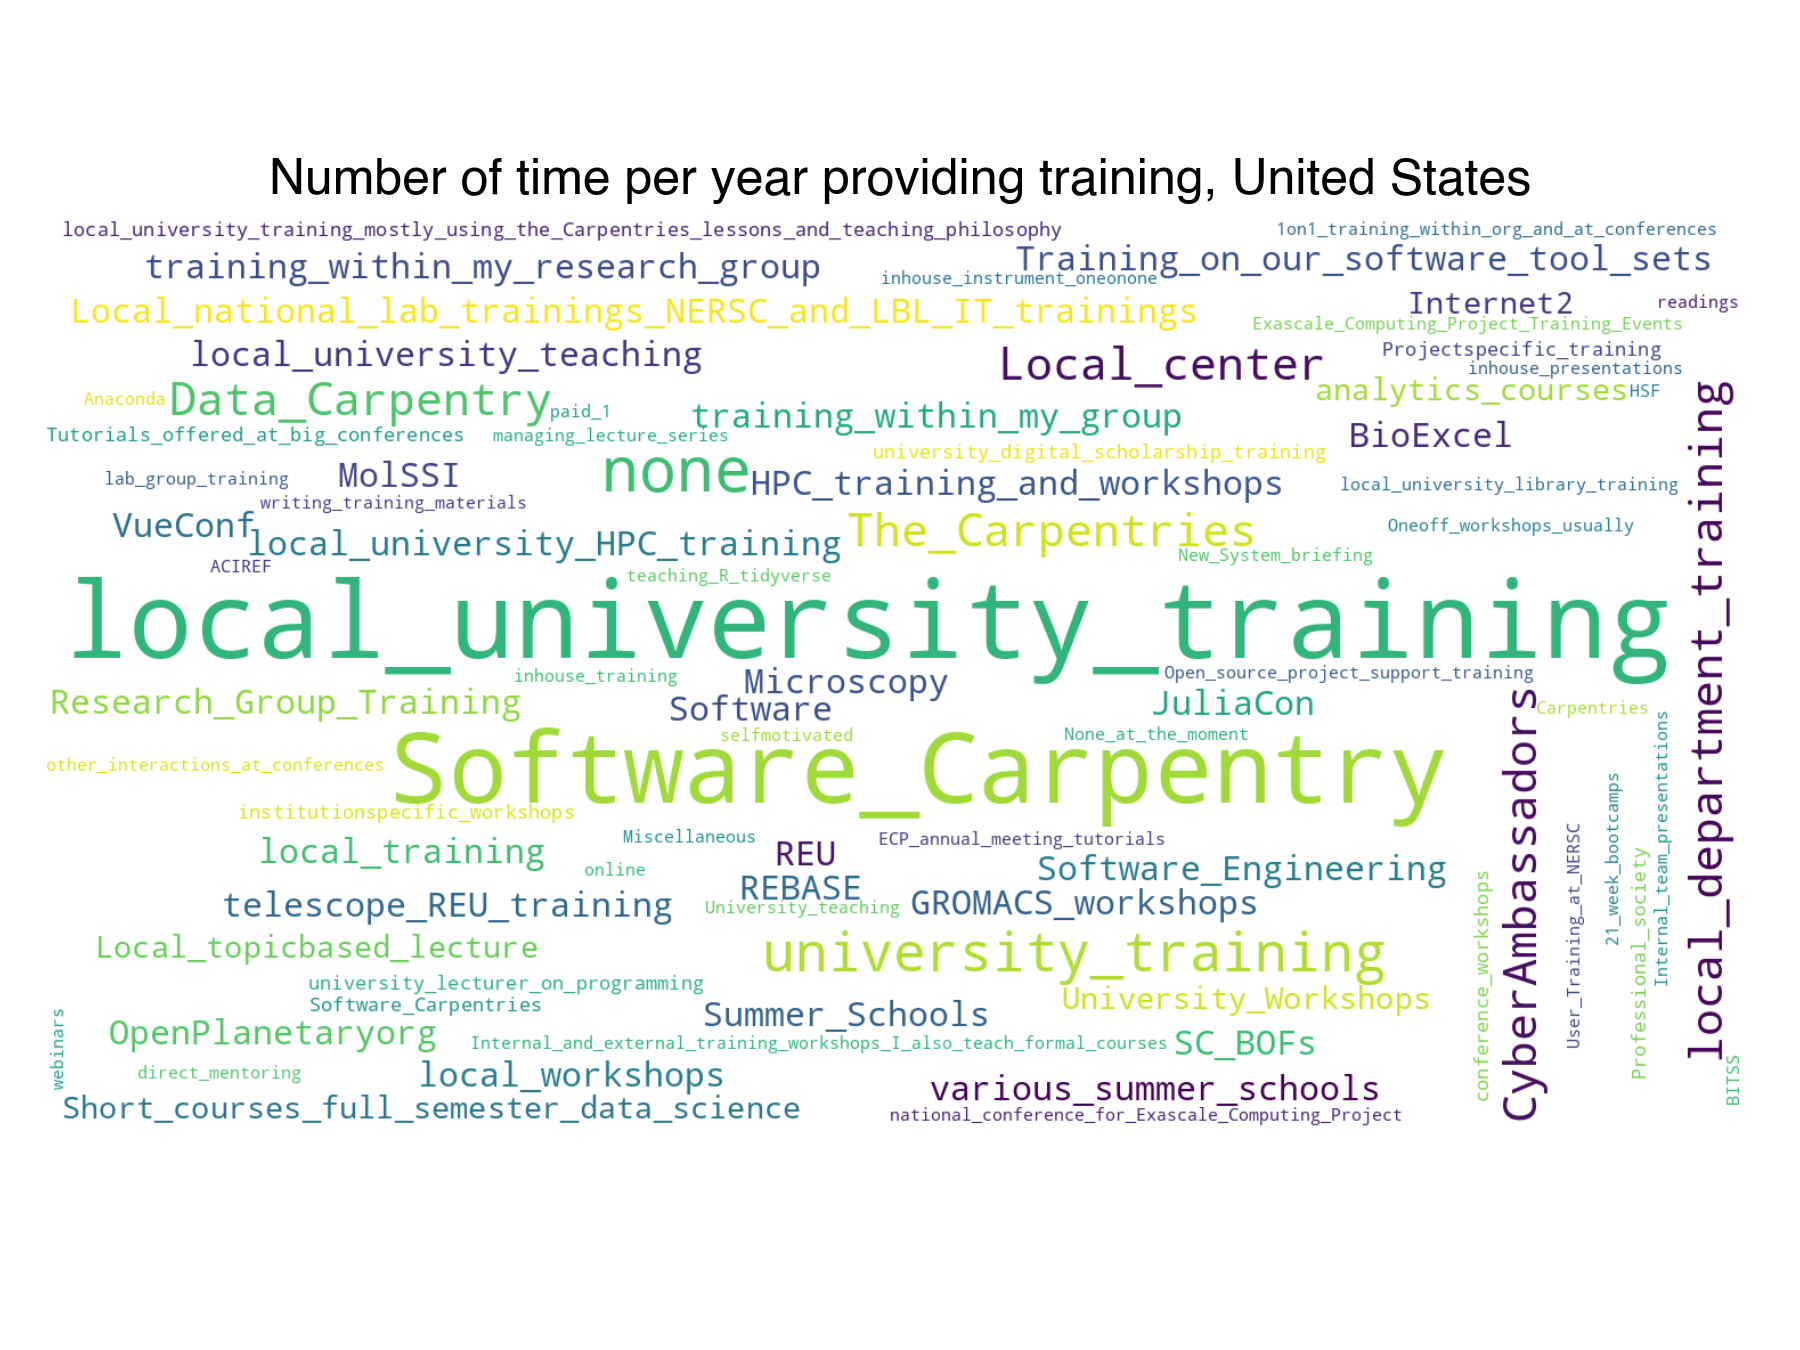 Number of time per year providing training, United States
local_university_training_mostly_using_the_Carpentries_lessons_and_teaching_philosophy
1on1_training_within_org_and_at_conferences
training_within_my_research_group
Training_on_our_software_tool_sets
inhouse_instrument_oneonone
Local_national_lab_trainings_NERSC_and_LBL_IT_trainings
Internet2
readings
Exascale_Computing_Project_Training_Events
local_university_teaching
Local_center
Projectspecific_training
inhouse_presentations
Anaconda
Data_Carpentry
paid_1
training_within_my_group
analytics_courses
HSF
Tutorials_offered_at_big_conferences
managing_lecture_series
BioExcel
university_digital_scholarship_training
lab_group_training
MolSSI
none
HPC_training_and_workshops
local_university_library_training
writing_training_materials
VueConf
local_university_HPC_training
The_Carpentries
Oneoff_workshops_usually
ACIREF
teaching_R_tidyverse
New_System_briefing
local_university_training
local_department_training
inhouse_training
Microscopy
Open_source_project_support_training
Research_Group_Training
Software
JuliaCon
Carpentries
selfmotivated
None_at_the_moment
Software_Carpentry
CyberAmbassadors
other_interactions_at_conferences
institutionspecific_workshops
Miscellaneous
ECP_annual_meeting_tutorials
local_training
REU
online
Software_Engineering
REBASE
telescope_REU_training
University_teaching
GROMACS_workshops
conference_workshops
User_Training_at_NERSC
21_week_bootcamps
Professional_society
Internal_team_presentations
Local_topicbased_lecture
university_training
university_lecturer_on_programming
Software_Carpentries
University_Workshops
Summer_Schools
webinars
OpenPlanetaryorg
Internal_and_external_training_workshops_I_also_teach_formal_courses
SC_BOFs
direct_mentoring
local_workshops
various_summer_schools
BITSS
Short_courses_full_semester_data_science
national_conference_for_Exascale_Computing_Project